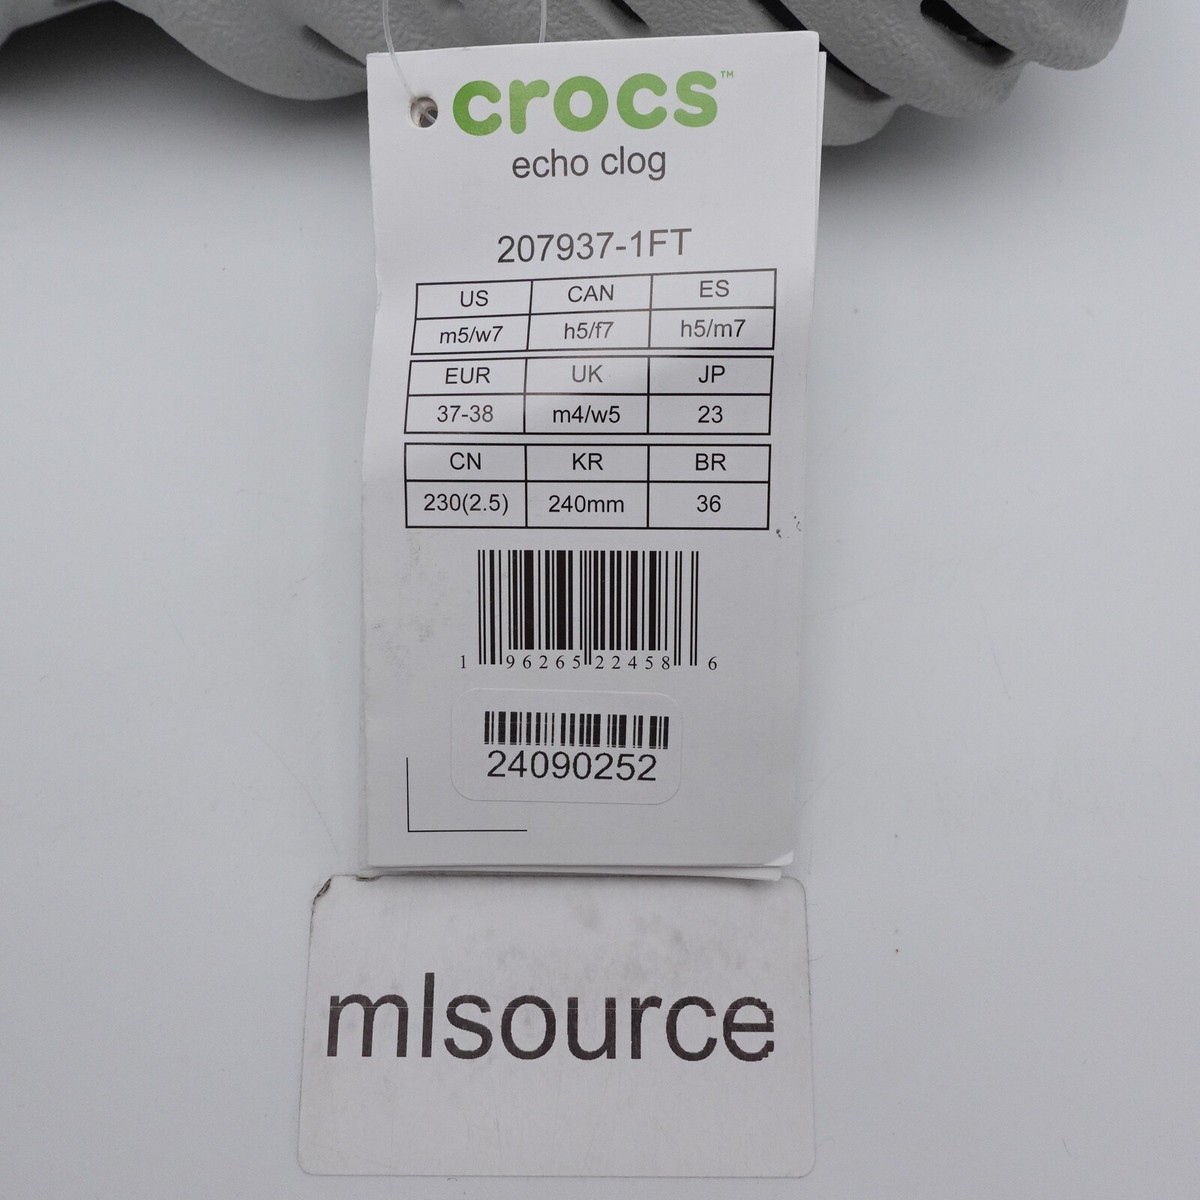 crocs™
echo clog
207937-1FT
US CAN ES
m5/w7 h5/f7 h5/m7
EUR UK JP
37-38 m4/w5 23
CN KR BR
230(2.5) 240mm 36
1 96265 22458 6
24090252
mlsource